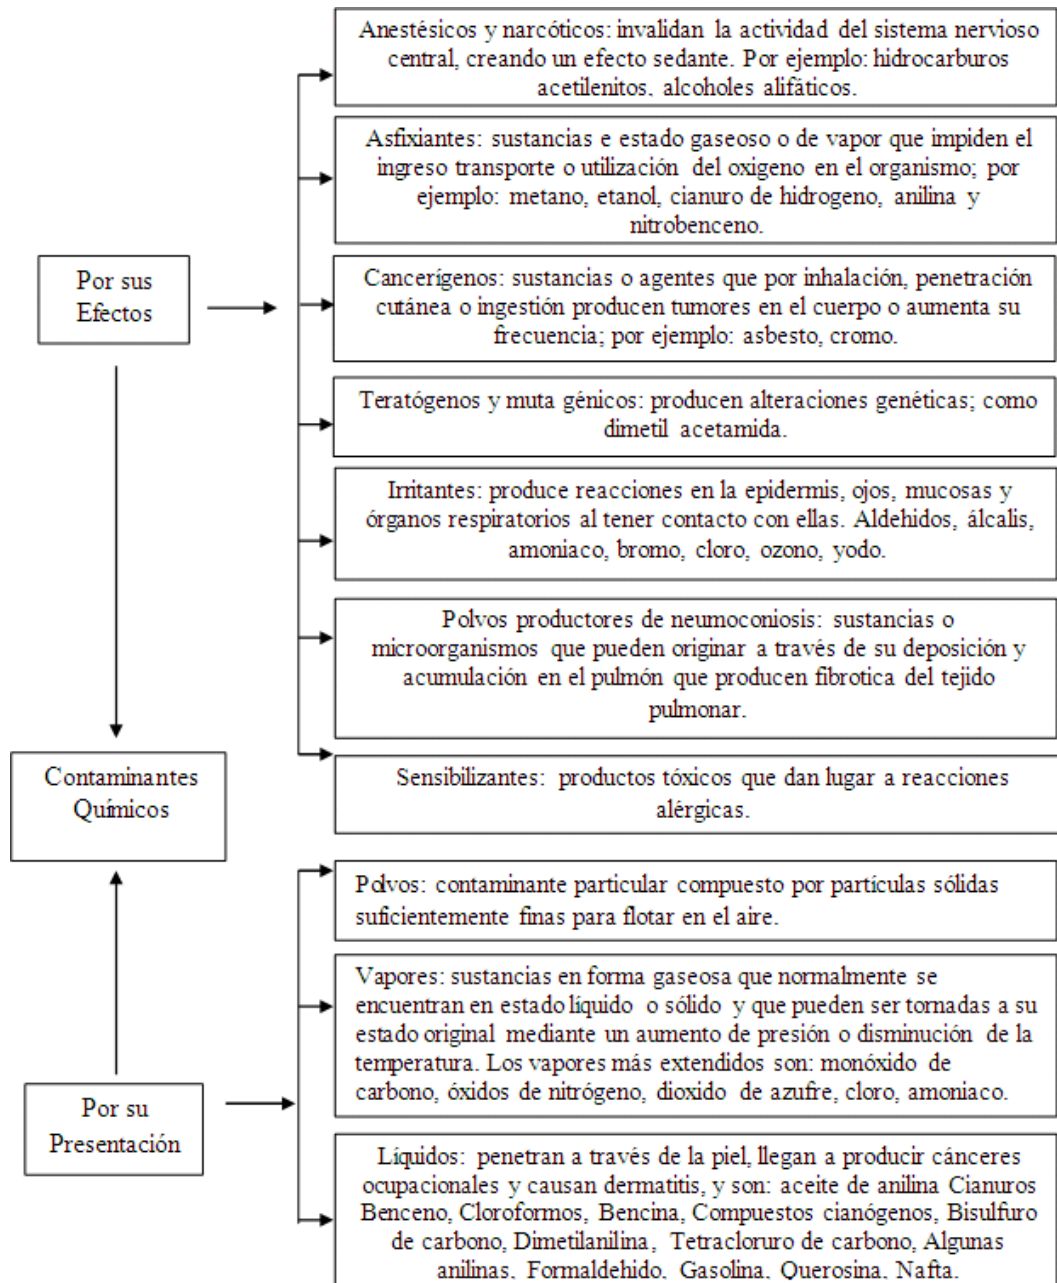 Anestésicos y narcóticos: invalidan la actividad del sistema nervioso
central, creando un efecto sedante. Por ejemplo: hidrocarburos
acetilenitos, alcoholes alifáticos.
Asfixiantes: sustancias e estado gaseoso o de vapor que impiden el
ingreso transporte o utilización del oxigeno en el organismo; por
ejemplo: metano, etanol, cianuro de hidrogeno, anilina y
nitrobenceno.
Por sus
Efectos
Cancerígenos: sustancias o agentes que por inhalación, penetración
cutánea o ingestión producen tumores en el cuerpo o aumenta su
frecuencia; por ejemplo: asbesto, cromo.
Teratógenos y muta génicos: producen alteraciones genéticas; como
dimetil acetamida.
Irritantes: produce reacciones en la epidermis, ojos, mucosas y
órganos respiratorios al tener contacto con ellas. Aldehidos, álcalis,
amoniaco, bromo, cloro, ozono, yodo.
Polvos productores de neumoconiosis: sustancias o
microorganismos que pueden originar a través de su deposición y
acumulación en el pulmón que producen fibrotica del tejido
pulmonar.
Contaminantes
Químicos
Sensibilizantes: productos tóxicos que dan lugar a reacciones
alérgicas.
Polvos: contaminante particular compuesto por partículas sólidas
suficientemente finas para flotar en el aire.
Vapores: sustancias en forma gaseosa que normalmente se
encuentran en estado líquido o sólido y que pueden ser tornadas a su
estado original mediante un aumento de presión o disminución de la
temperatura. Los vapores más extendidos son: monóxido de
carbono, óxidos de nitrógeno, dioxido de azufre, cloro, amoniaco.
Por su
Presentación
Líquidos: penetran a través de la piel, llegan a producir cánceres
ocupacionales y causan dermatitis, y son: aceite de anilina Cianuros
Benceno, Cloroformos, Bencina, Compuestos cianógenos, Bisulfuro
de carbono, Dimetilanilina, Tetracloruro de carbono, Algunas
anilinas, Formaldehido, Gasolina, Querosina, Nafta.